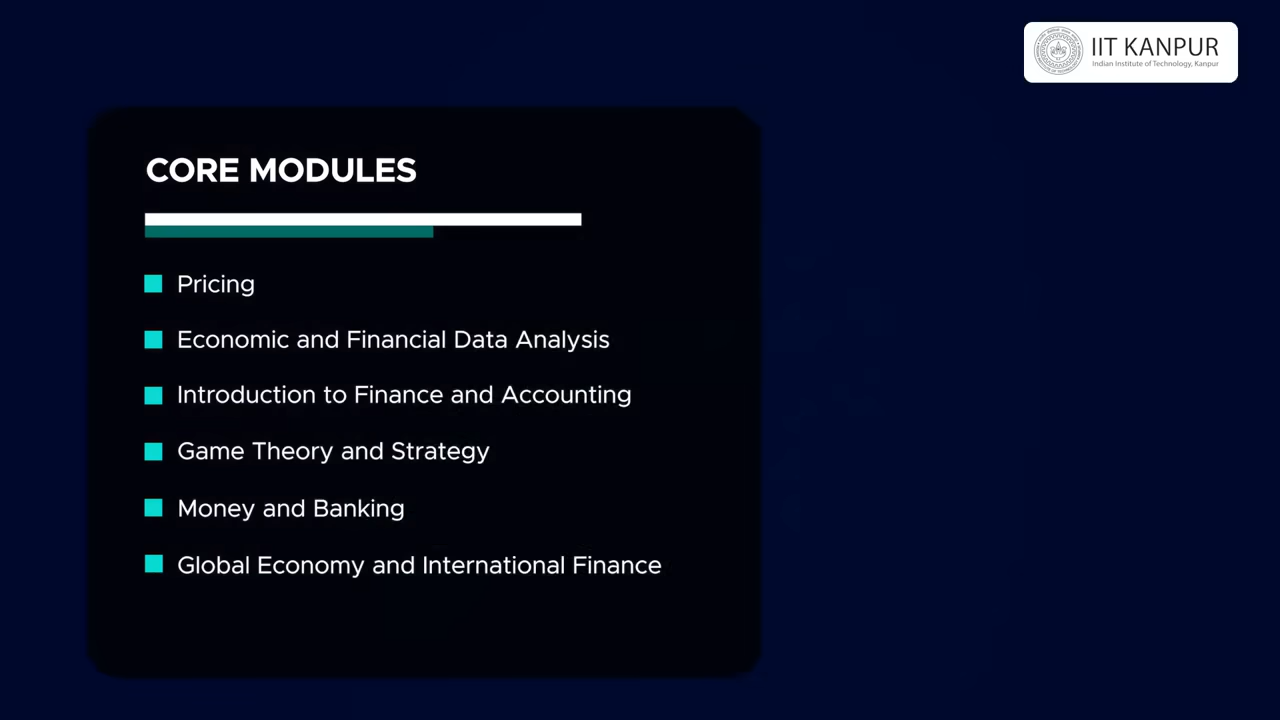 IIT KANPUR
Indian Institute of Technology, Kanpur
CORE MODULES
Pricing
Economic and Financial Data Analysis
Introduction to Finance and Accounting
Game Theory and Strategy
Money and Banking
Global Economy and International Finance